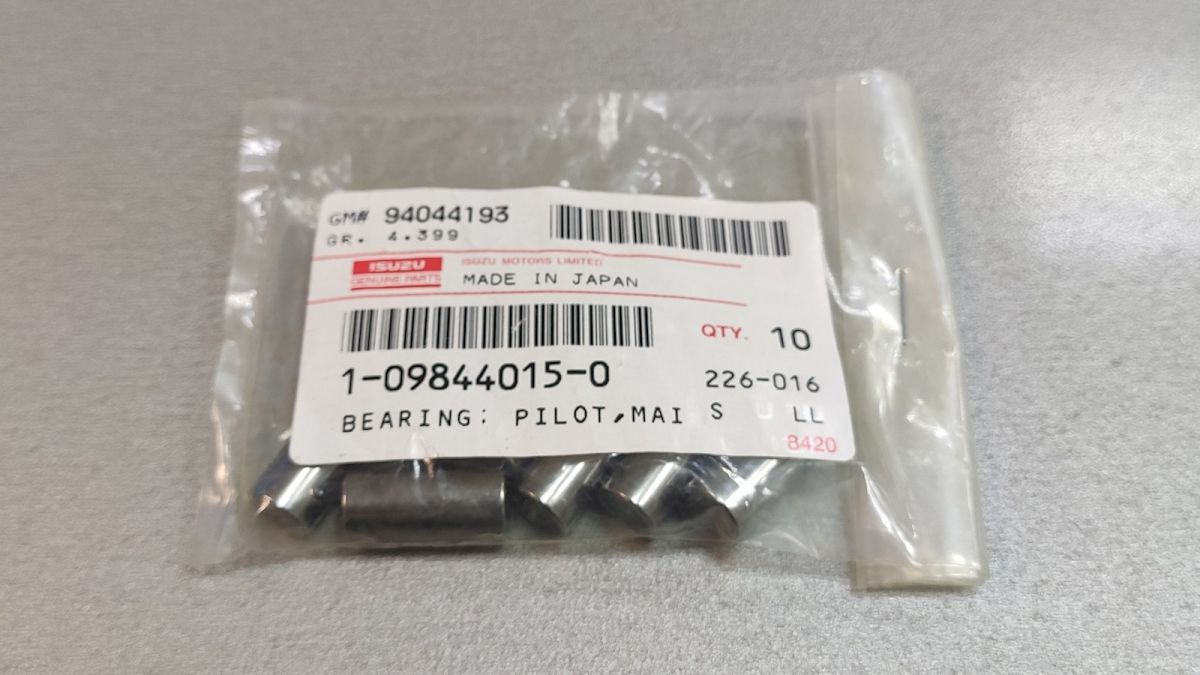 GM# 94044193
GR. 4.399
ISUZU
GENUINE PARTS
ISUZU MOTORS LIMITED
MADE IN JAPAN
QTY. 10
1-09844015-0
226-016
BEARING: PILOT,MAI S LL
8420